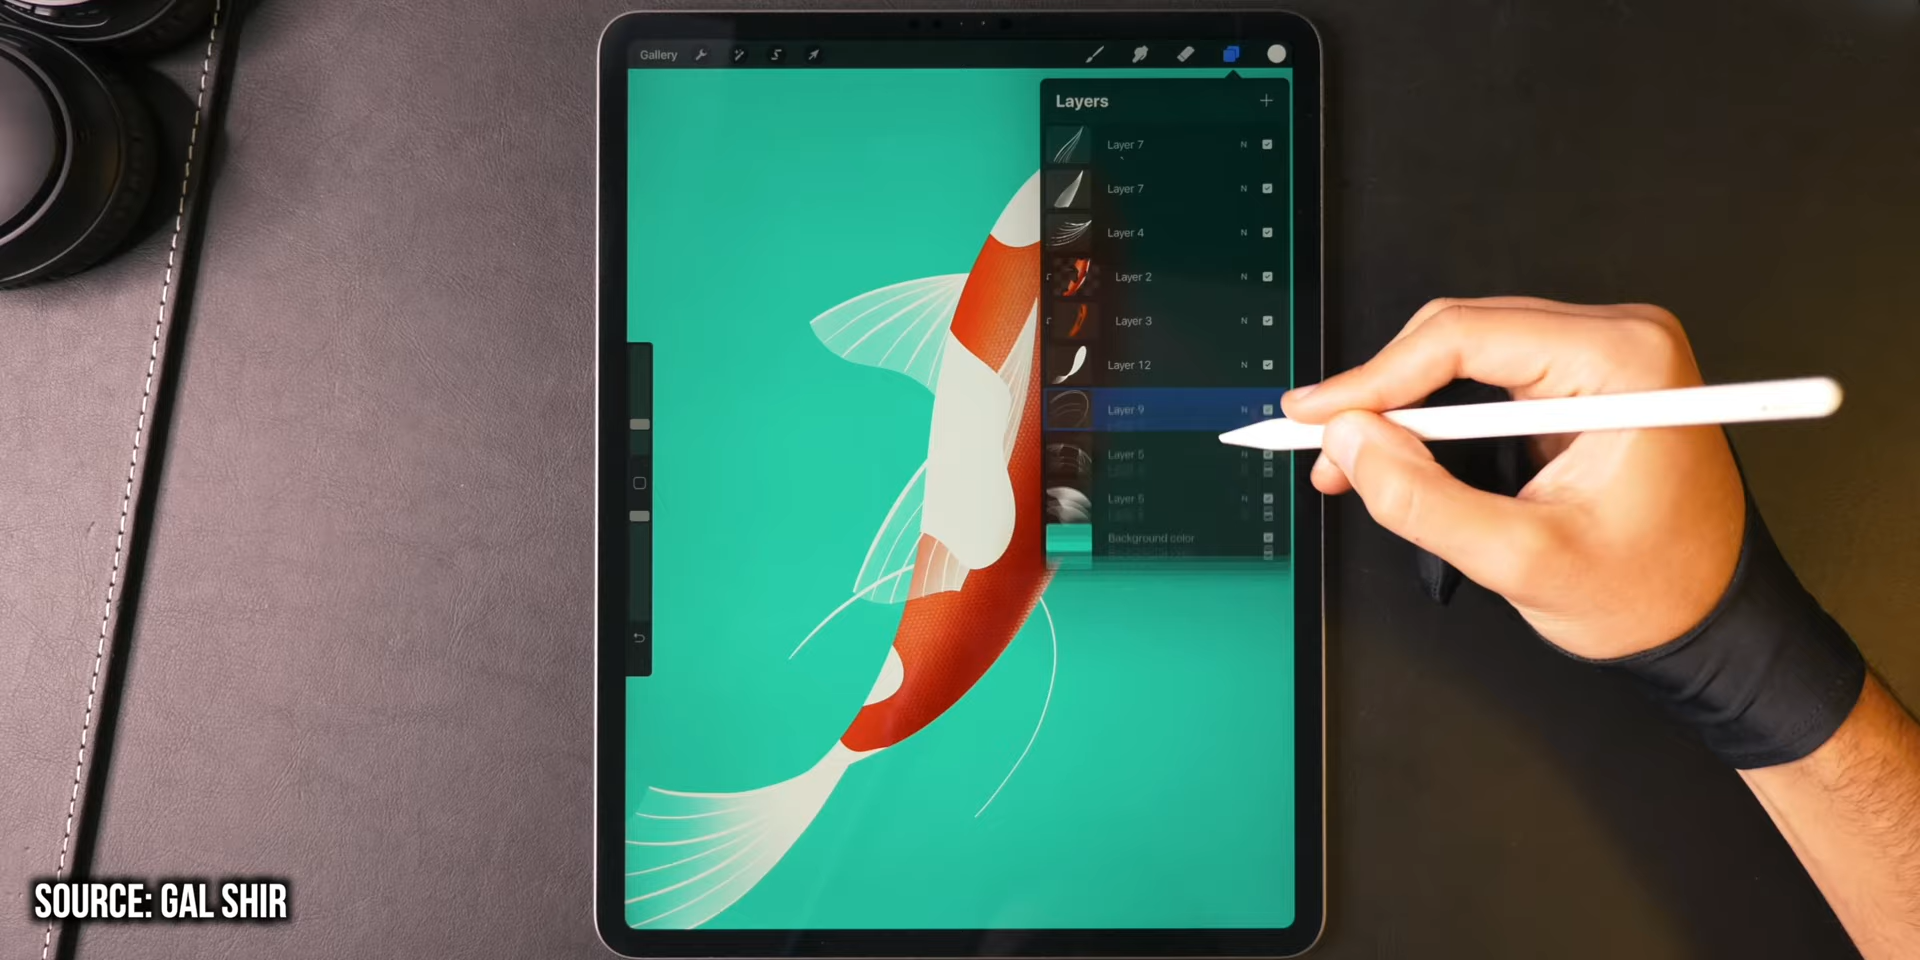 Gallery
Layers
Layer 7 N
Layer 7 N
Layer 4 N
Layer 2 N
Layer 3 N
Layer 12 N
Layer 9 N
Layer 5 N
Layer 5 N
Background color
SOURCE: GAL SHIR